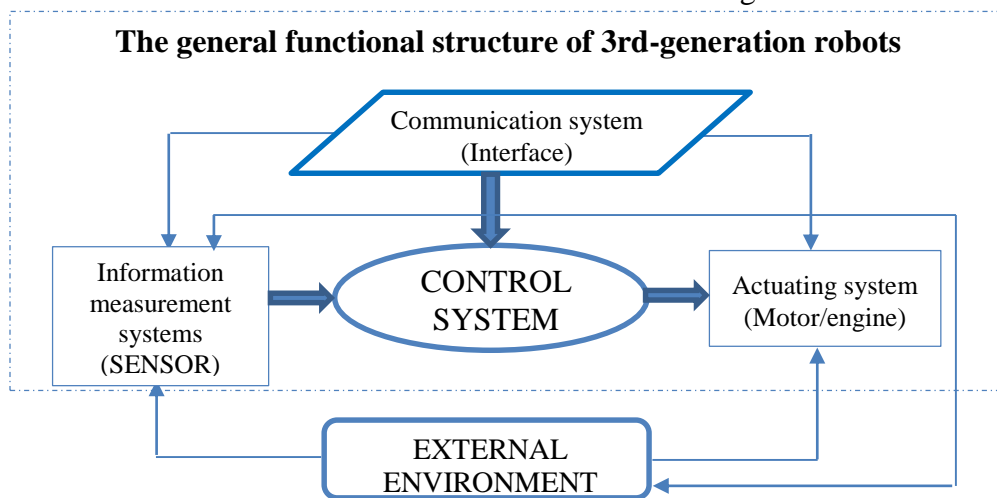 The general functional structure of 3rd-generation robots
Communication system
(Interface)
Information
measurement
systems
(SENSOR)
CONTROL
SYSTEM
Actuating system
(Motor/engine)
EXTERNAL
ENVIRONMENT